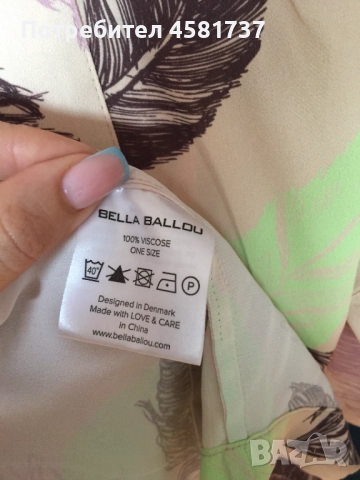 Потребител 4581737
BELLA BALLOU
100% VISCOSE
ONE SIZE
40°
P
Designed in Denmark
Made with LOVE & CARE
in China
www.bellaballou.com
BAZAR